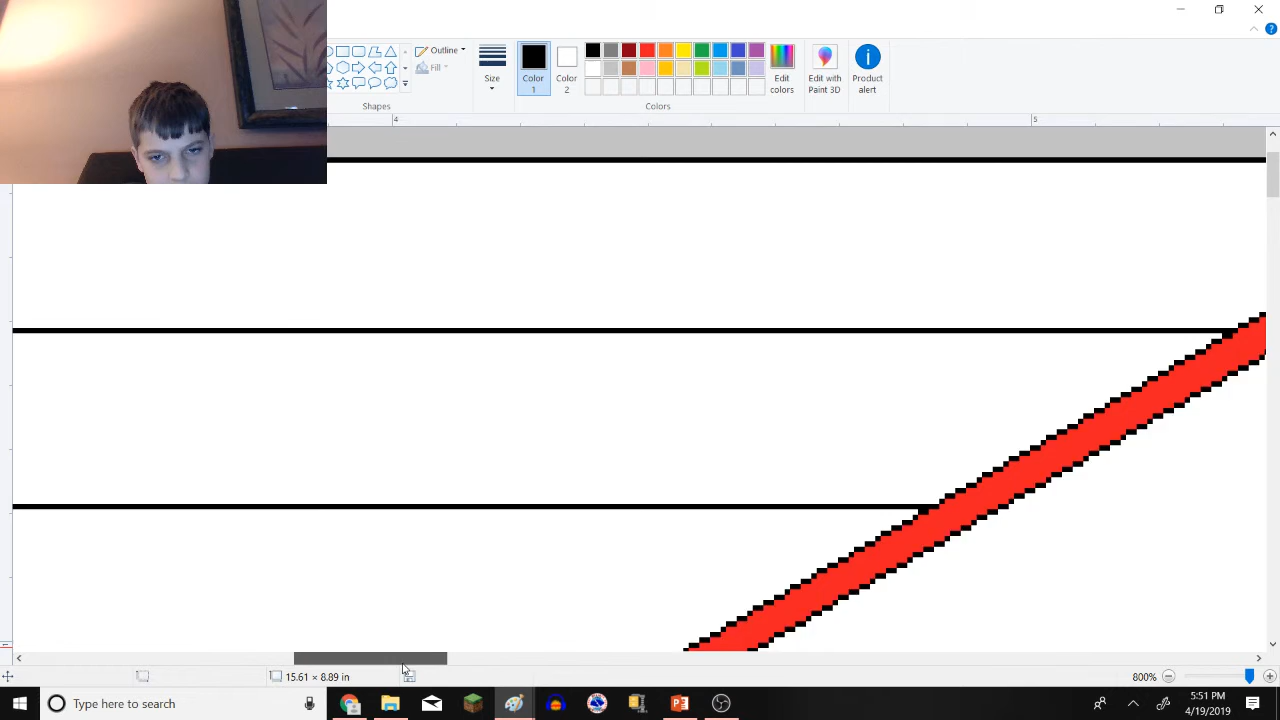 Outline
Fill
Size
Color
1
Color
2
Edit
colors
Edit with
Paint 3D
Product
alert
Shapes
Colors
4
5
15.61 × 8.89 in
800%
Type here to search
5:51 PM
4/19/2019